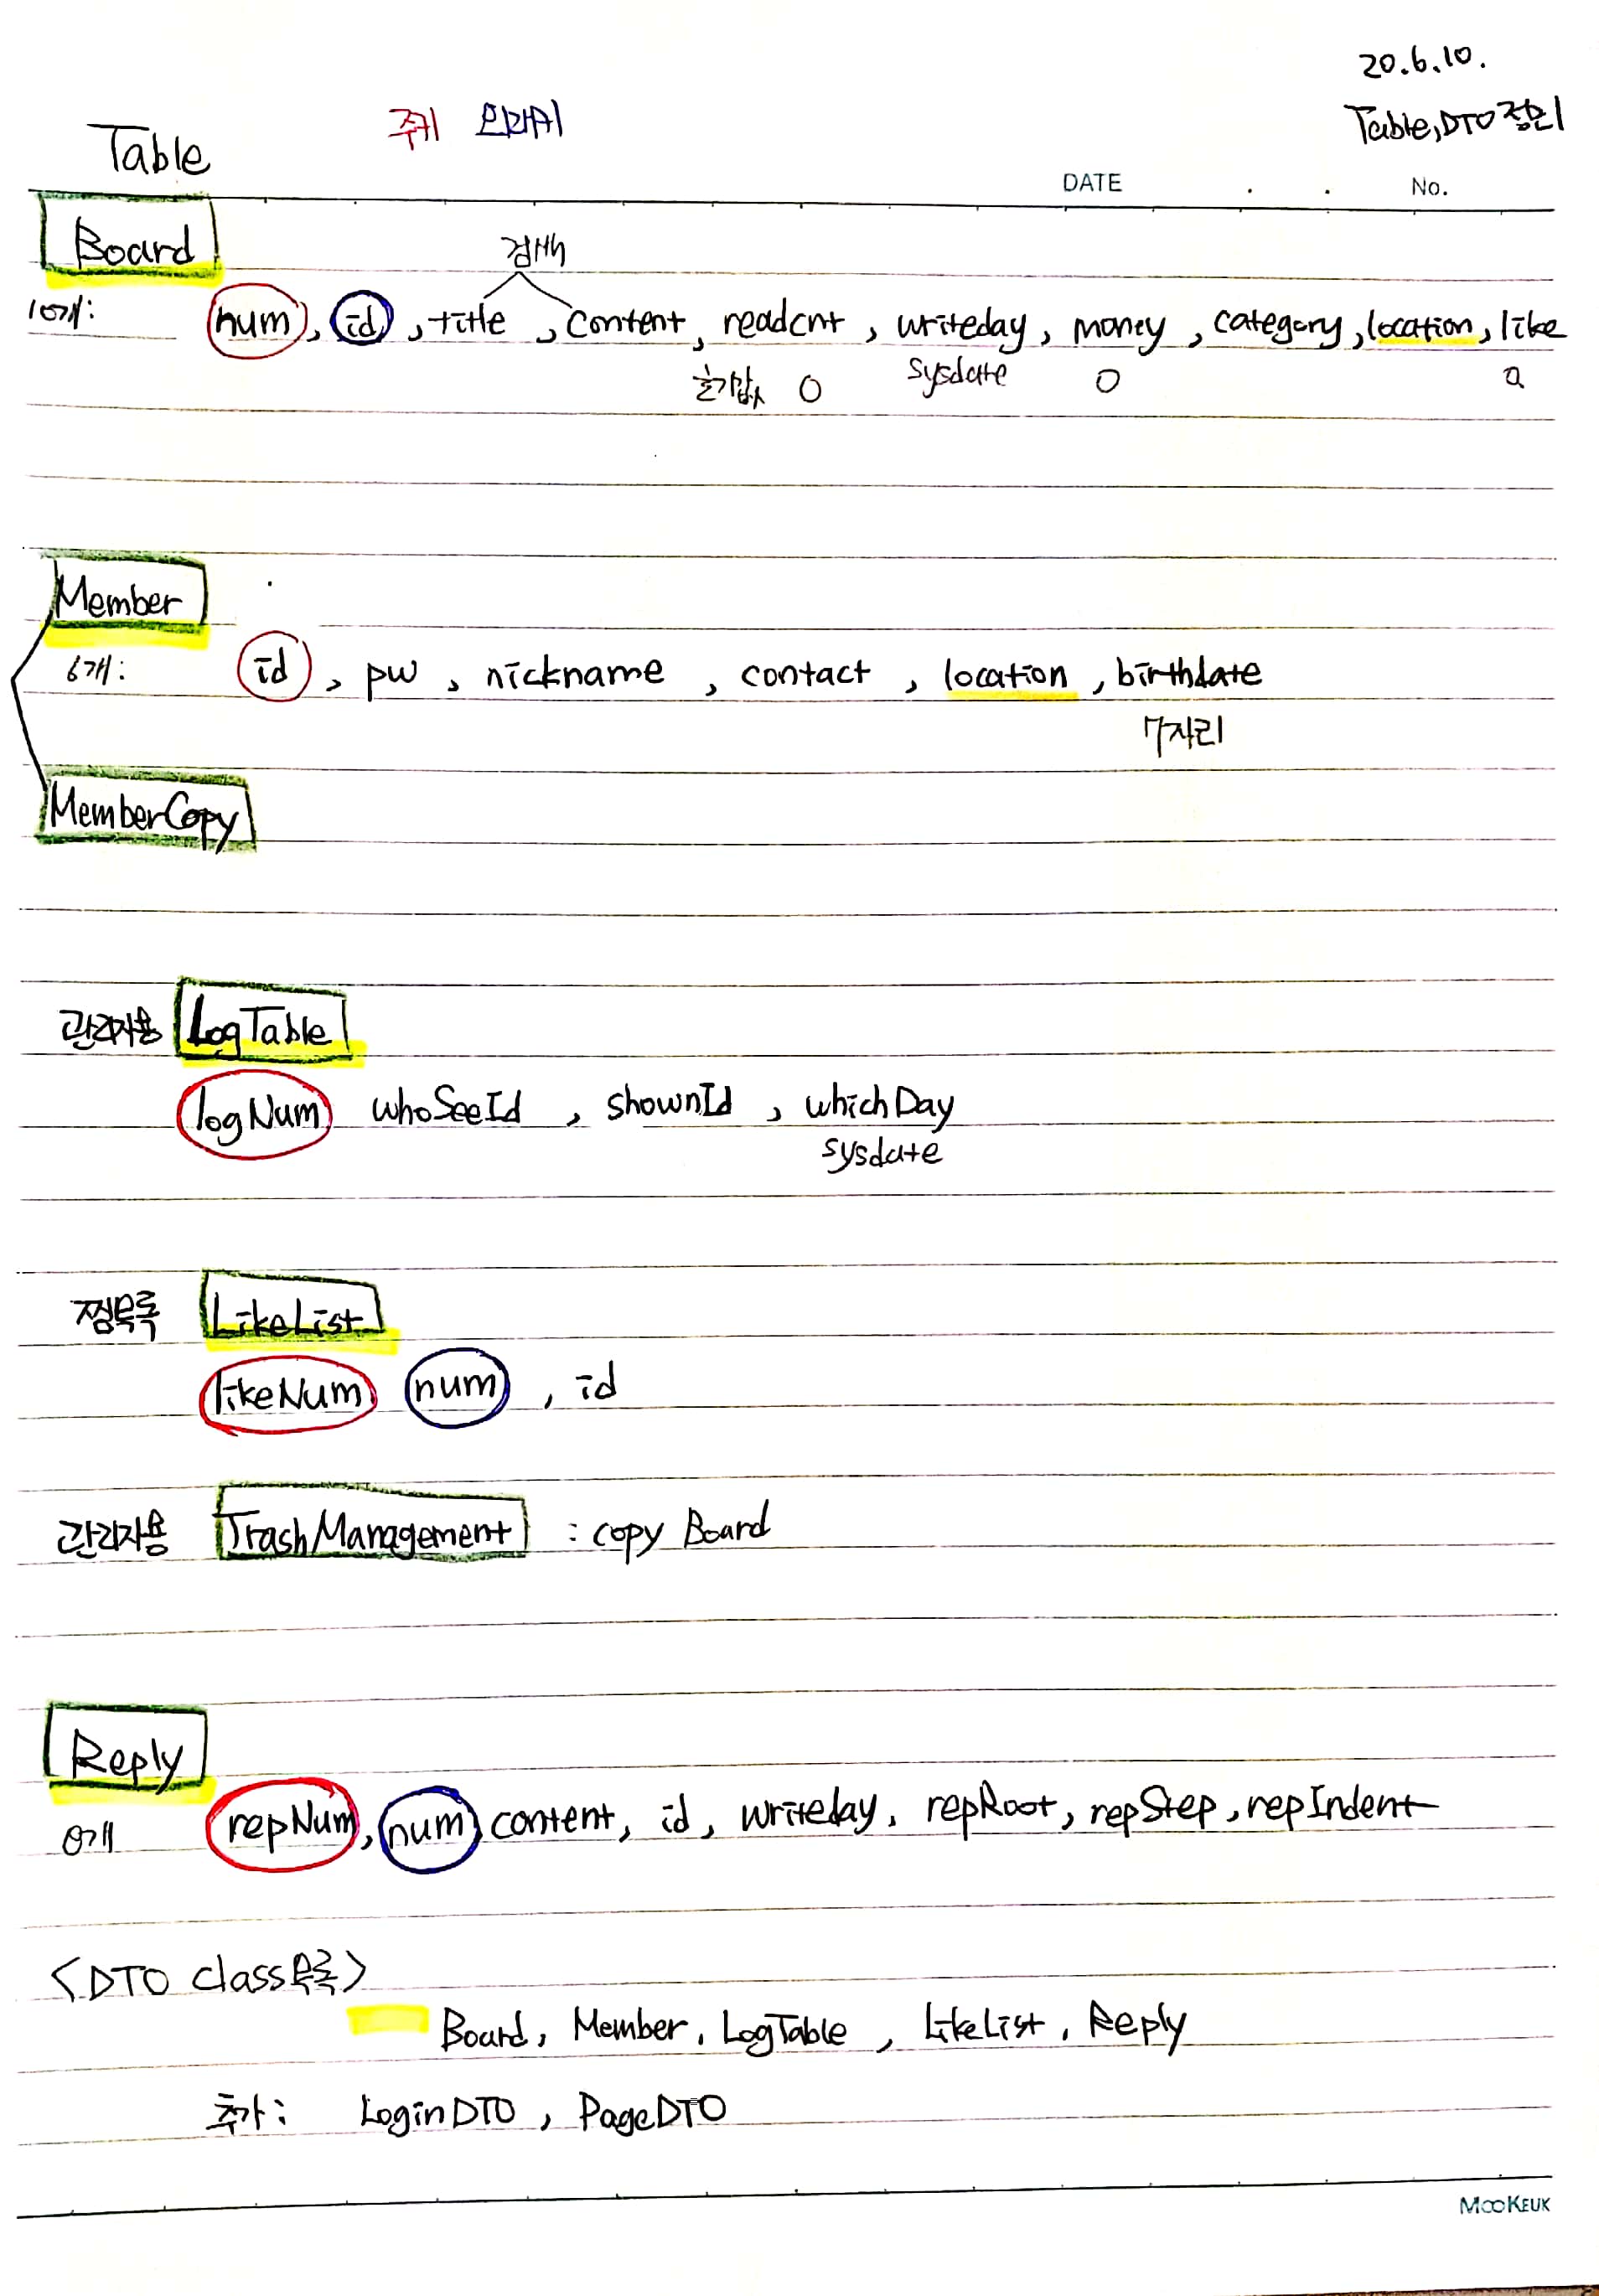 20.6.10.
Table, DTO 정리
Table 주키 외래키
DATE . . No.
Board
검색
10개: num, id, title, content, readcnt, writeday, money, category, location, like
초기값 0 sysdate 0 0
Member
6개: id, pw, nickname, contact, location, birthdate
7자리
MemberCopy
관리자용 LogTable
logNum whoSeeId, shownId, whichDay
sysdate
찜목록 LikeList
likeNum num, id
관리자용 TrashManagement : copy Board
Reply
8개 repNum, num, content, id, writeday, repRoot, repStep, repIndent
<DTO class목록>
Board, Member, LogTable, LikeList, Reply
추가: LoginDTO, PageDTO
MooKEUK